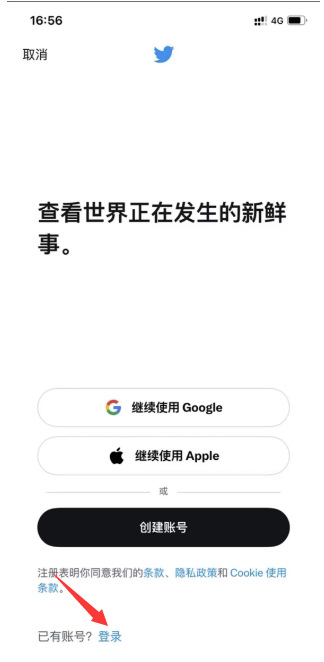 16:56
4G
取消
查看世界正在发生的新鲜
事。
继续使用 Google
继续使用 Apple
或
创建账号
注册表明你同意我们的条款、隐私政策和 Cookie 使用
条款。
已有账号？登录